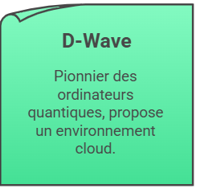 D-Wave
Pionnier des
ordinateurs
quantiques, propose
un environnement
cloud.